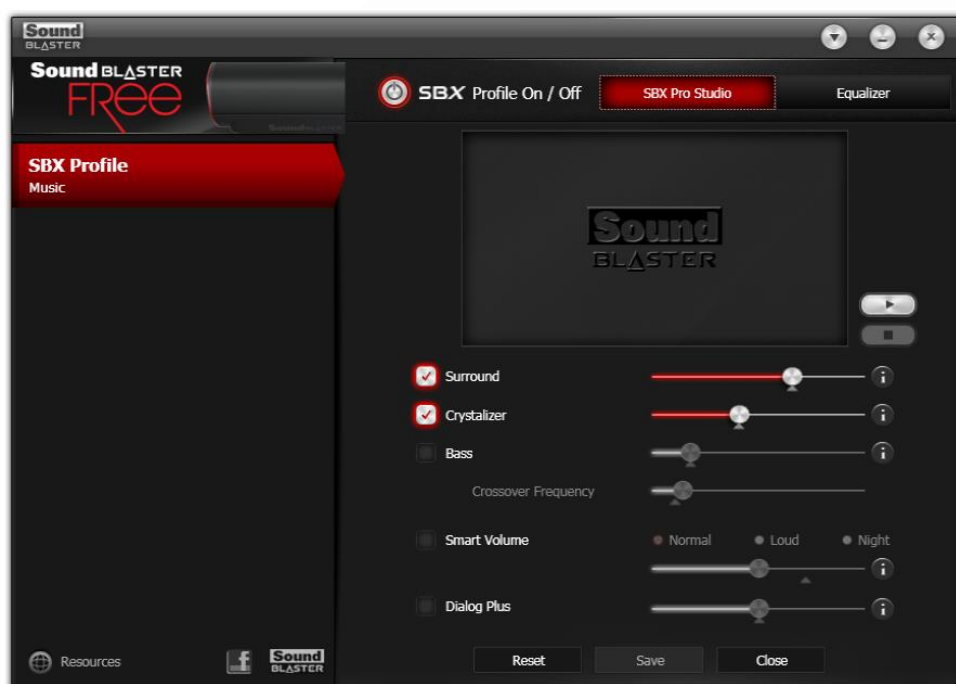 Sound
BLASTER
Sound BLASTER
FREE
SBX Profile On / Off
SBX Pro Studio
Equalizer
SBX Profile
Music
Sound
BLASTER
Surround
Crystalizer
Bass
Crossover Frequency
Smart Volume
Normal
Loud
Night
Dialog Plus
Resources
f
Sound
BLASTER
Reset
Save
Close